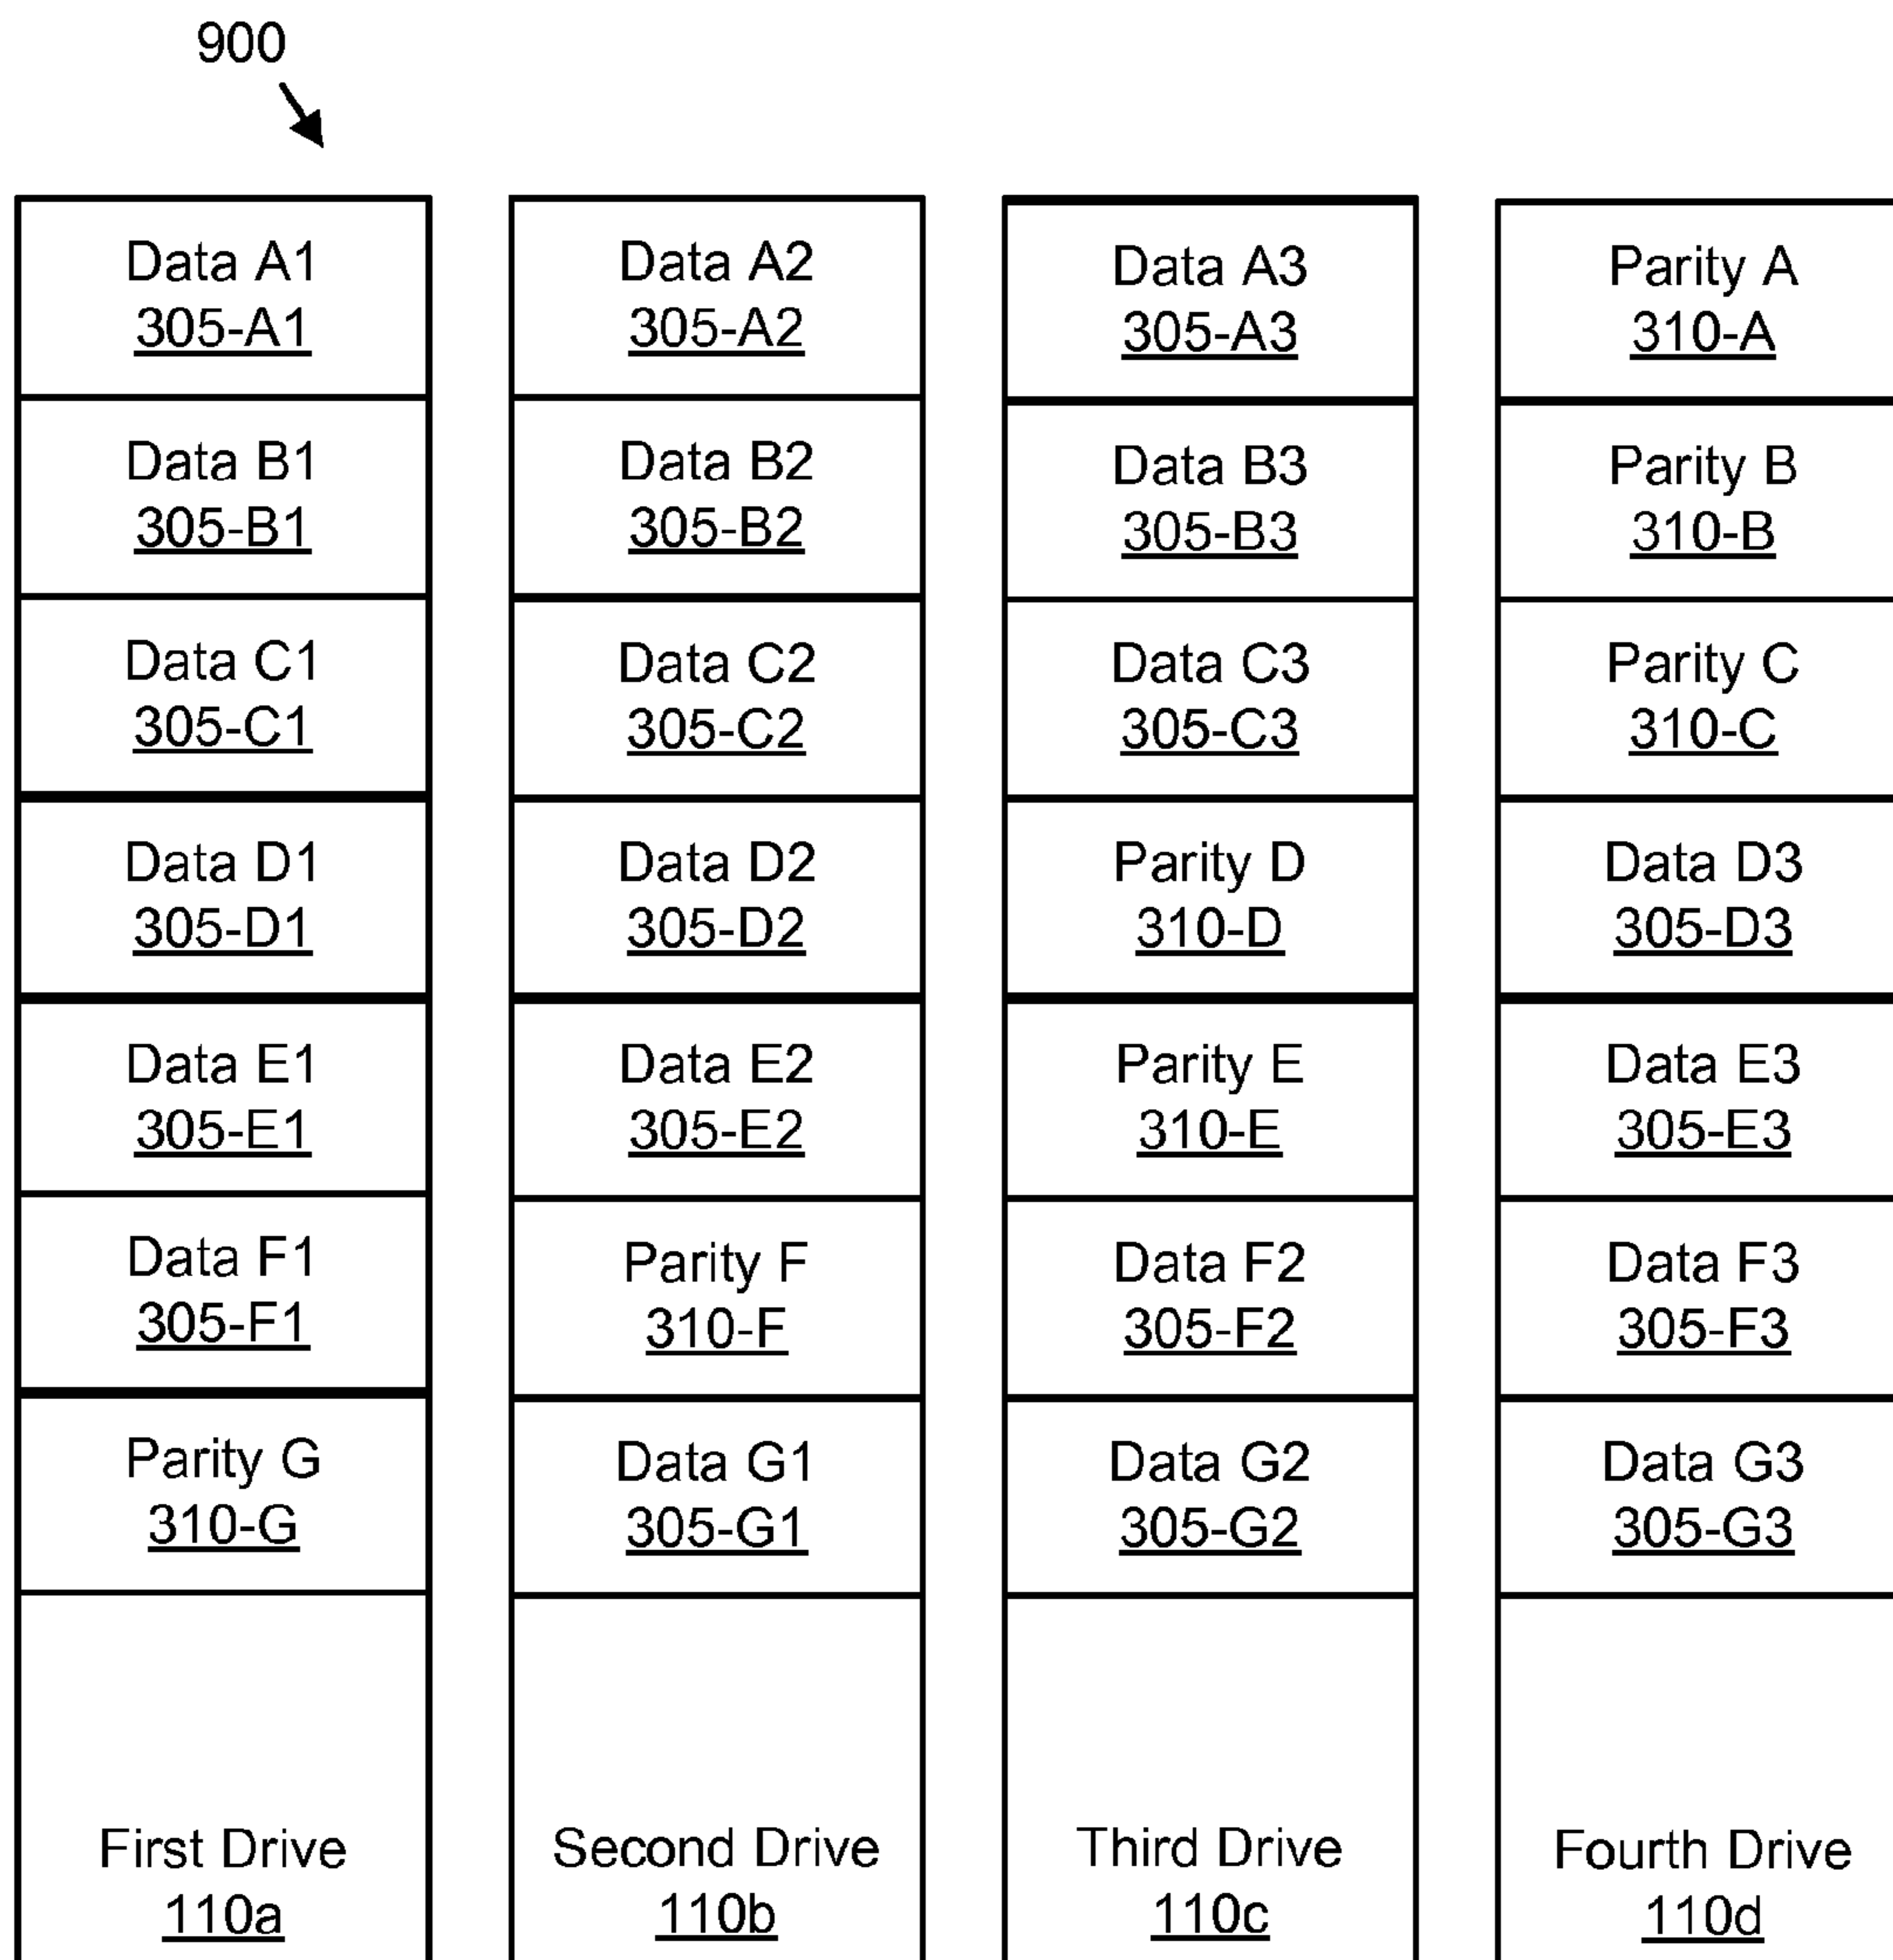 900
Data A1
305-A1
Data A2
305-A2
Data A3
305-A3
Parity A
310-A
Data B1
305-B1
Data B2
305-B2
Data B3
305-B3
Parity B
310-B
Data C1
305-C1
Data C2
305-C2
Data C3
305-C3
Parity C
310-C
Data D1
305-D1
Data D2
305-D2
Parity D
310-D
Data D3
305-D3
Data E1
305-E1
Data E2
305-E2
Parity E
310-E
Data E3
305-E3
Data F1
305-F1
Parity F
310-F
Data F2
305-F2
Data F3
305-F3
Parity G
310-G
Data G1
305-G1
Data G2
305-G2
Data G3
305-G3
First Drive
110a
Second Drive
110b
Third Drive
110c
Fourth Drive
110d